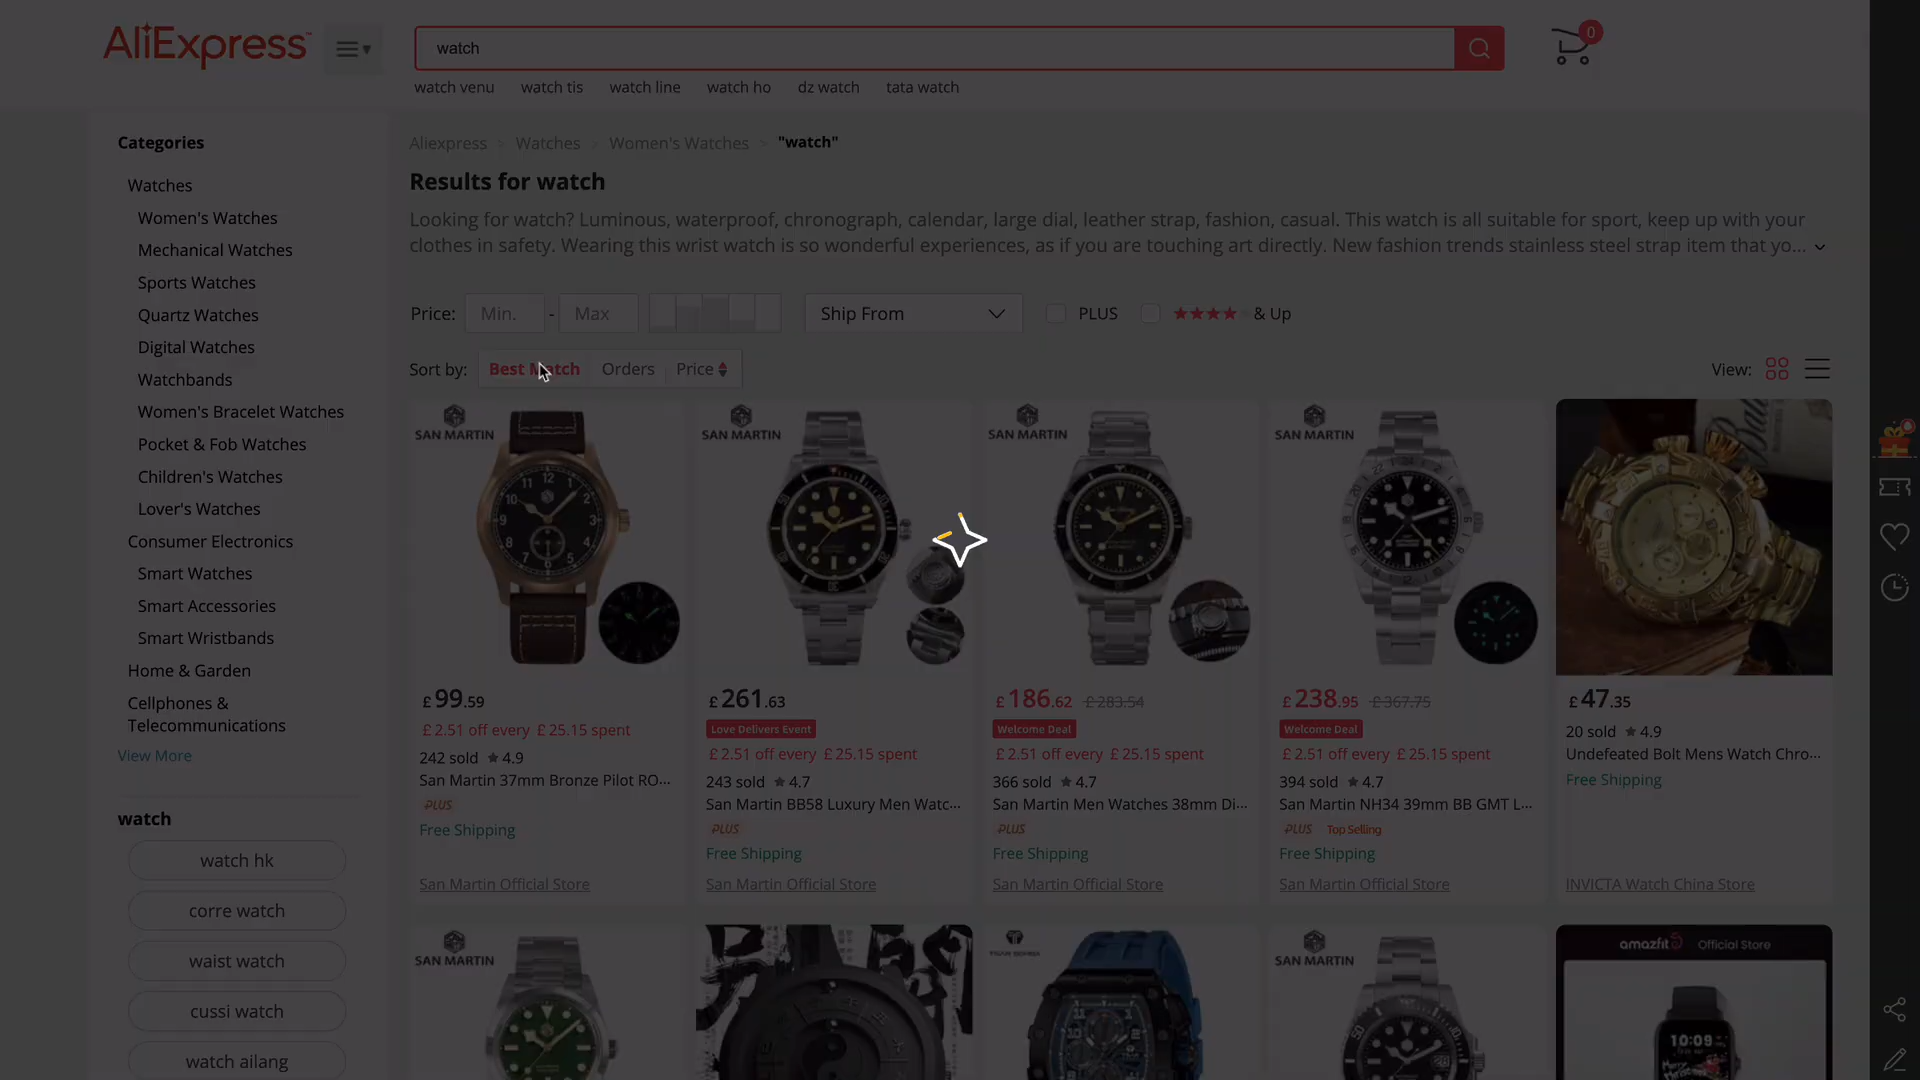 AliExpress
watch
0
watch venu watch tis watch line watch ho dz watch tata watch
Categories
Watches
Women's Watches
Mechanical Watches
Sports Watches
Quartz Watches
Digital Watches
Watchbands
Women's Bracelet Watches
Pocket & Fob Watches
Children's Watches
Lover's Watches
Consumer Electronics
Smart Watches
Smart Accessories
Smart Wristbands
Home & Garden
Cellphones &
Telecommunications
View More
watch
watch hk
corre watch
waist watch
cussi watch
watch ailang
Aliexpress > Watches > Women's Watches > "watch"
Results for watch
Looking for watch? Luminous, waterproof, chronograph, calendar, large dial, leather strap, fashion, casual. This watch is all suitable for sport, keep up with your
clothes in safety. Wearing this wrist watch is so wonderful experiences, as if you are touching art directly. New fashion trends stainless steel strap item that yo...
Price: Min. - Max Ship From PLUS & Up
Sort by: Best Match Orders Price View:
SAN MARTIN SAN MARTIN SAN MARTIN SAN MARTIN
£99.59
£2.51 off every £25.15 spent
242 sold ★4.9
San Martin 37mm Bronze Pilot RO...
PLUS
Free Shipping
San Martin Official Store
£261.63
Love Delivers Event
£2.51 off every £25.15 spent
243 sold ★4.7
San Martin BB58 Luxury Men Watc...
PLUS
Free Shipping
San Martin Official Store
£186.62 £283.54
Welcome Deal
£2.51 off every £25.15 spent
366 sold ★4.7
San Martin Men Watches 38mm Di...
PLUS
Free Shipping
San Martin Official Store
£238.95 £367.75
Welcome Deal
£2.51 off every £25.15 spent
394 sold ★4.7
San Martin NH34 39mm BB GMT L...
PLUS Top Selling
Free Shipping
San Martin Official Store
£47.35
20 sold ★4.9
Undefeated Bolt Mens Watch Chro...
Free Shipping
INVICTA Watch China Store
SAN MARTIN
SAN MARTIN
amazfit Official Store
10:09